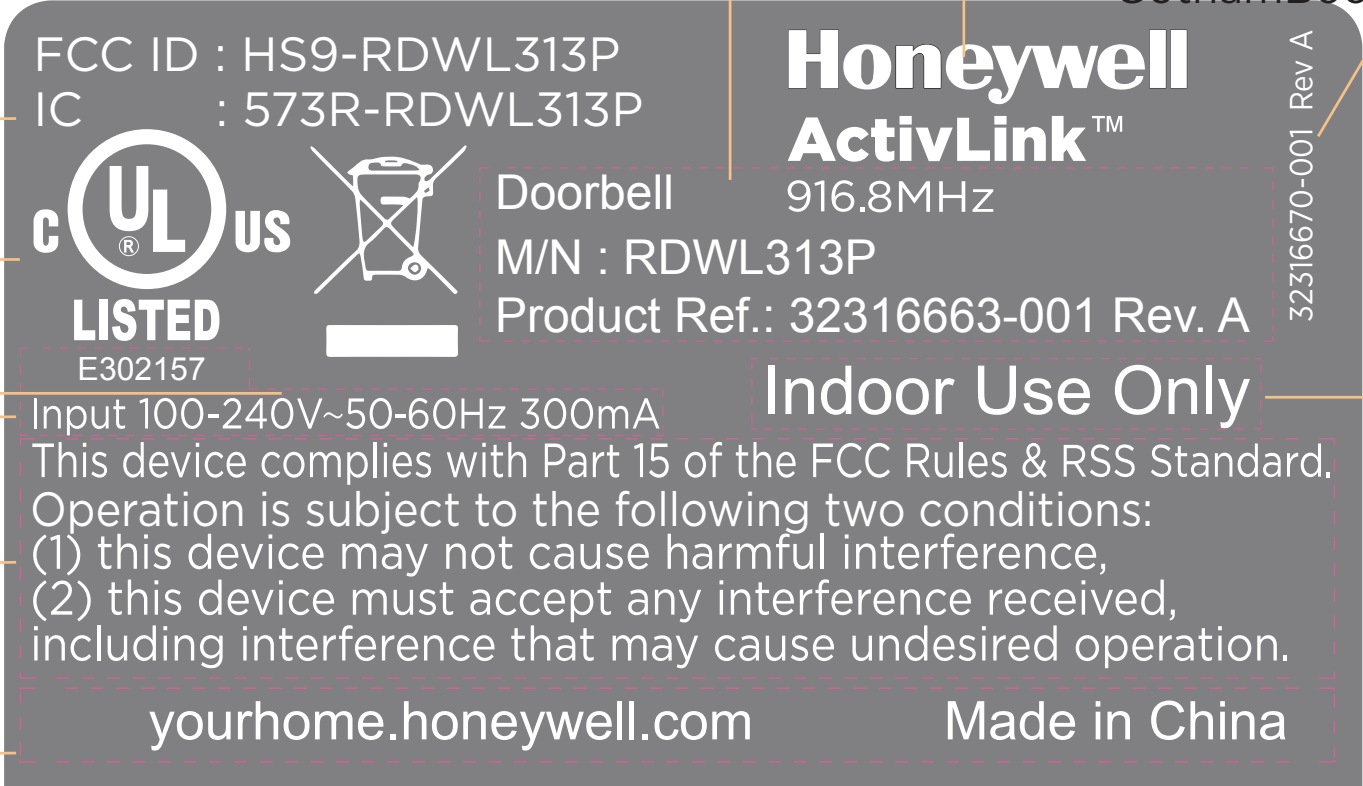 FCC ID : HS9-RDWL313P
IC : 573R-RDWL313P
Honeywell
ActivLink™
32316670-001 Rev A
C UL ® US
LISTED
E302157
Doorbell 916.8MHz
M/N : RDWL313P
Product Ref.: 32316663-001 Rev. A
Indoor Use Only
Input 100-240V~50-60Hz 300mA
This device complies with Part 15 of the FCC Rules & RSS Standard.
Operation is subject to the following two conditions:
(1) this device may not cause harmful interference,
(2) this device must accept any interference received,
including interference that may cause undesired operation.
yourhome.honeywell.com Made in China